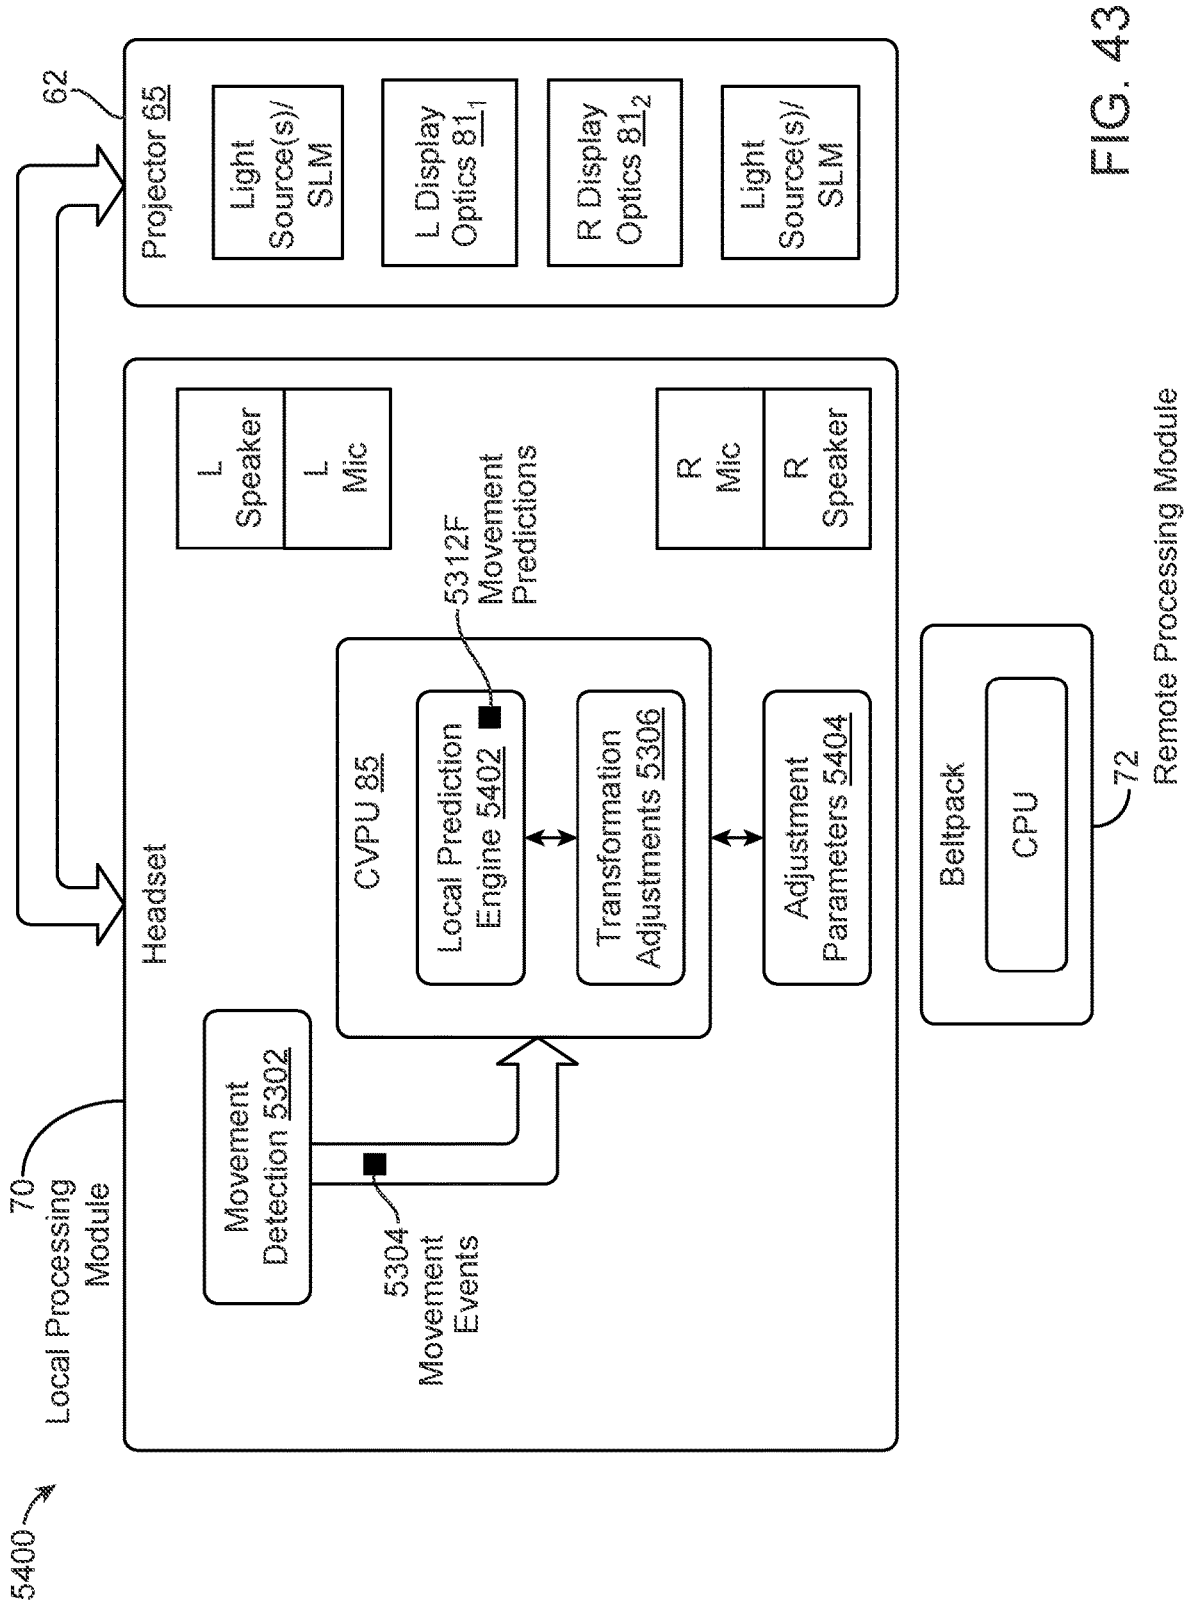 5400
70
Local Processing
Module
62
Headset
Movement
Detection 5302
5304
Movement
Events
CVPU 85
Local Prediction
Engine 5402
5312F
Movement
Predictions
Transformation
Adjustments 5306
Adjustment
Parameters 5404
L
Speaker
L
Mic
R
Mic
R
Speaker
Projector 65
Light
Source(s)/
SLM
L Display
Optics 81₁
R Display
Optics 81₂
Light
Source(s)/
SLM
Beltpack
CPU
72
Remote Processing Module
FIG. 43